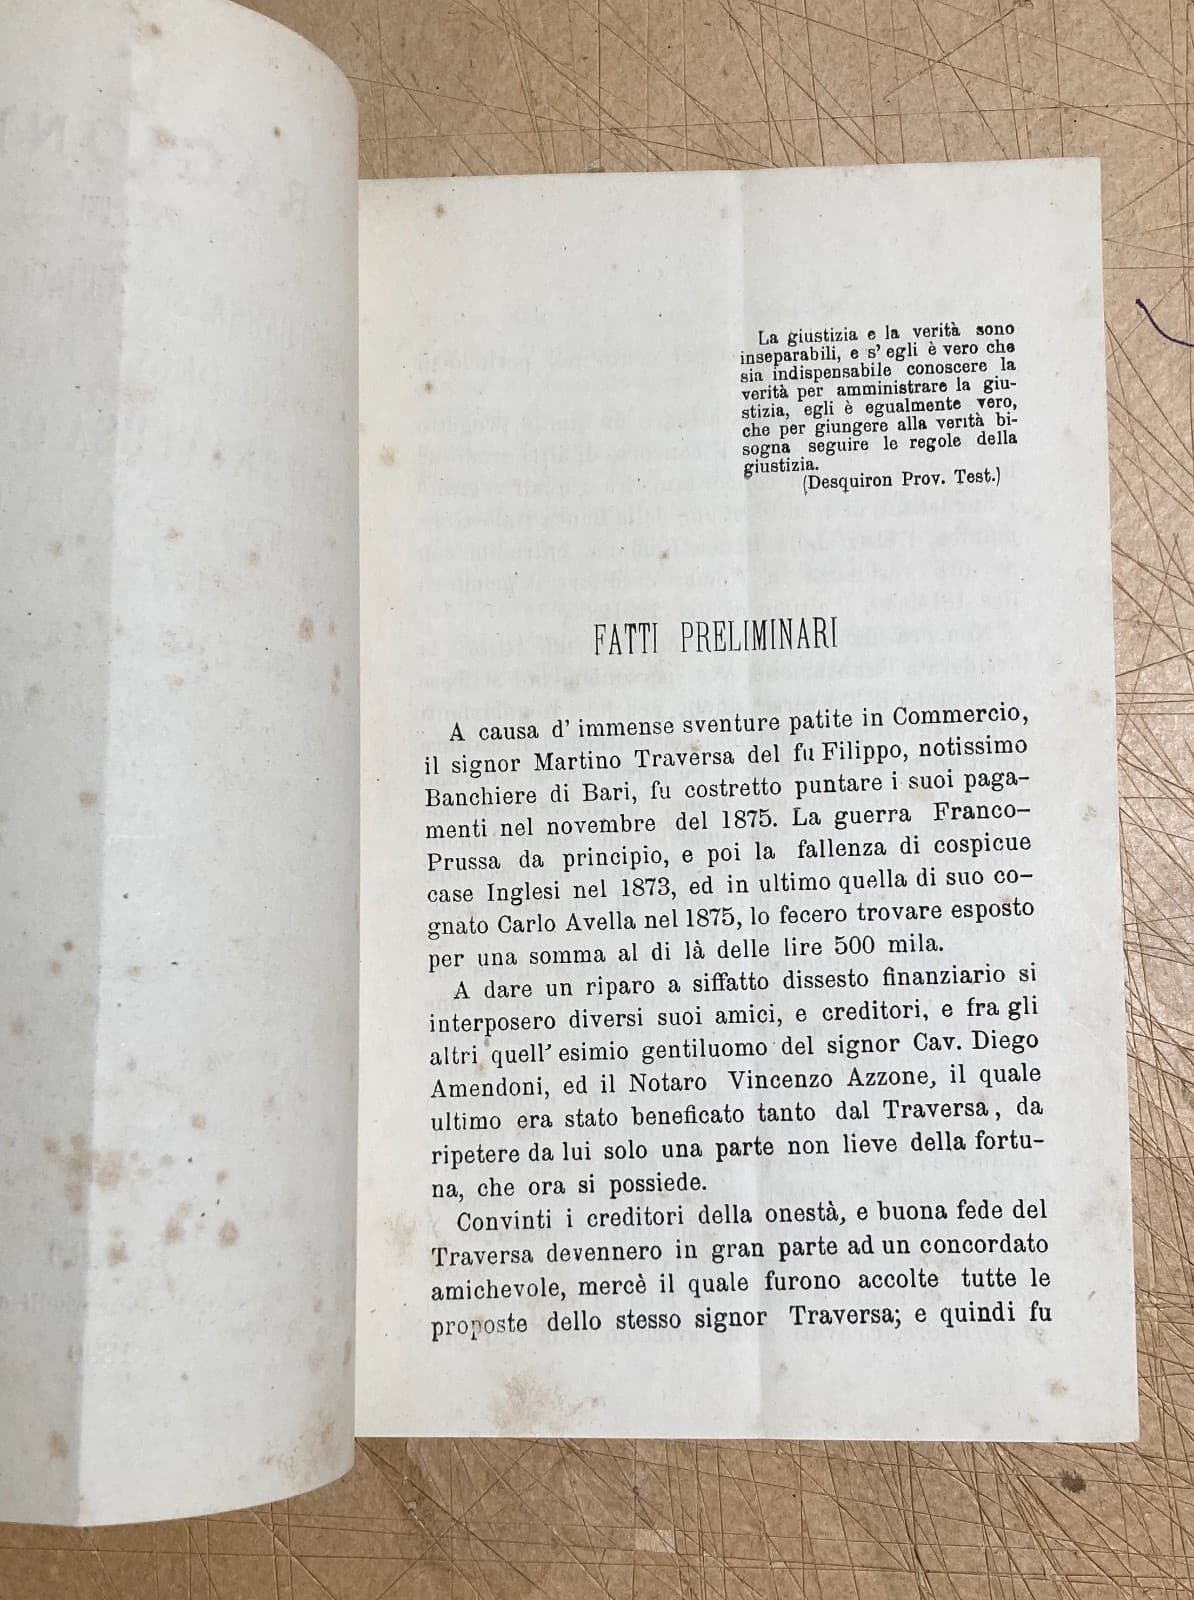 La giustizia e la verità sono
inseparabili, e s' egli è vero che
sia indispensabile conoscere la
verità per amministrare la giu-
stizia, egli è egualmente vero,
che per giungere alla verità bi-
sogna seguire le regole della
giustizia.
(Desquiron Prov. Test.)
FATTI PRELIMINARI
A causa d' immense sventure patite in Commercio,
il signor Martino Traversa del fu Filippo, notissimo
Banchiere di Bari, fu costretto puntare i suoi paga-
menti nel novembre del 1875. La guerra Franco-
Prussa da principio, e poi la fallenza di cospicue
case Inglesi nel 1873, ed in ultimo quella di suo co-
gnato Carlo Avella nel 1875, lo fecero trovare esposto
per una somma al di là delle lire 500 mila.
A dare un riparo a siffatto dissesto finanziario si
interposero diversi suoi amici, e creditori, e fra gli
altri quell' esimio gentiluomo del signor Cav. Diego
Amendoni, ed il Notaro Vincenzo Azzone, il quale
ultimo era stato beneficato tanto dal Traversa, da
ripetere da lui solo una parte non lieve della fortu-
na, che ora si possiede.
Convinti i creditori della onestà, e buona fede del
Traversa devennero in gran parte ad un concordato
amichevole, mercè il quale furono accolte tutte le
proposte dello stesso signor Traversa; e quindi fu